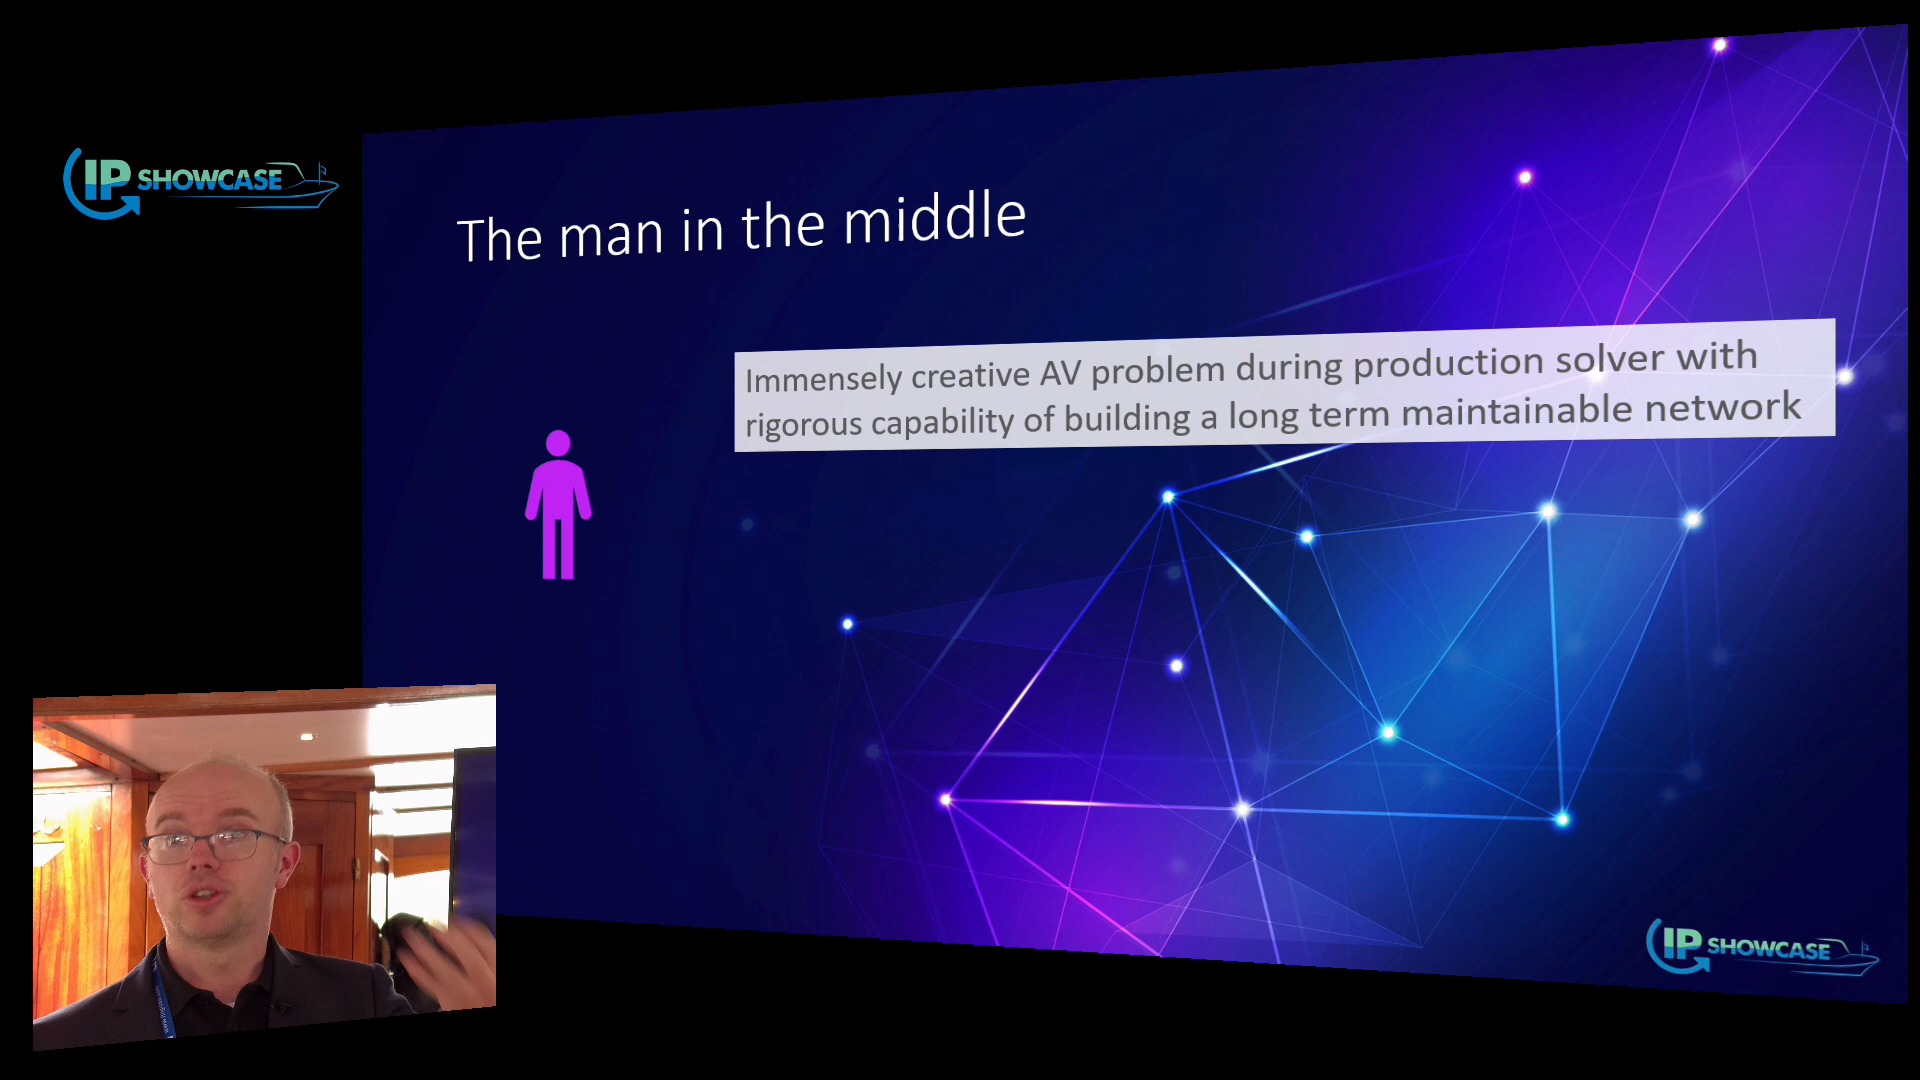 IP SHOWCASE
The man in the middle
Immensely creative AV problem during production solver with
rigorous capability of building a long term maintainable network
IP SHOWCASE